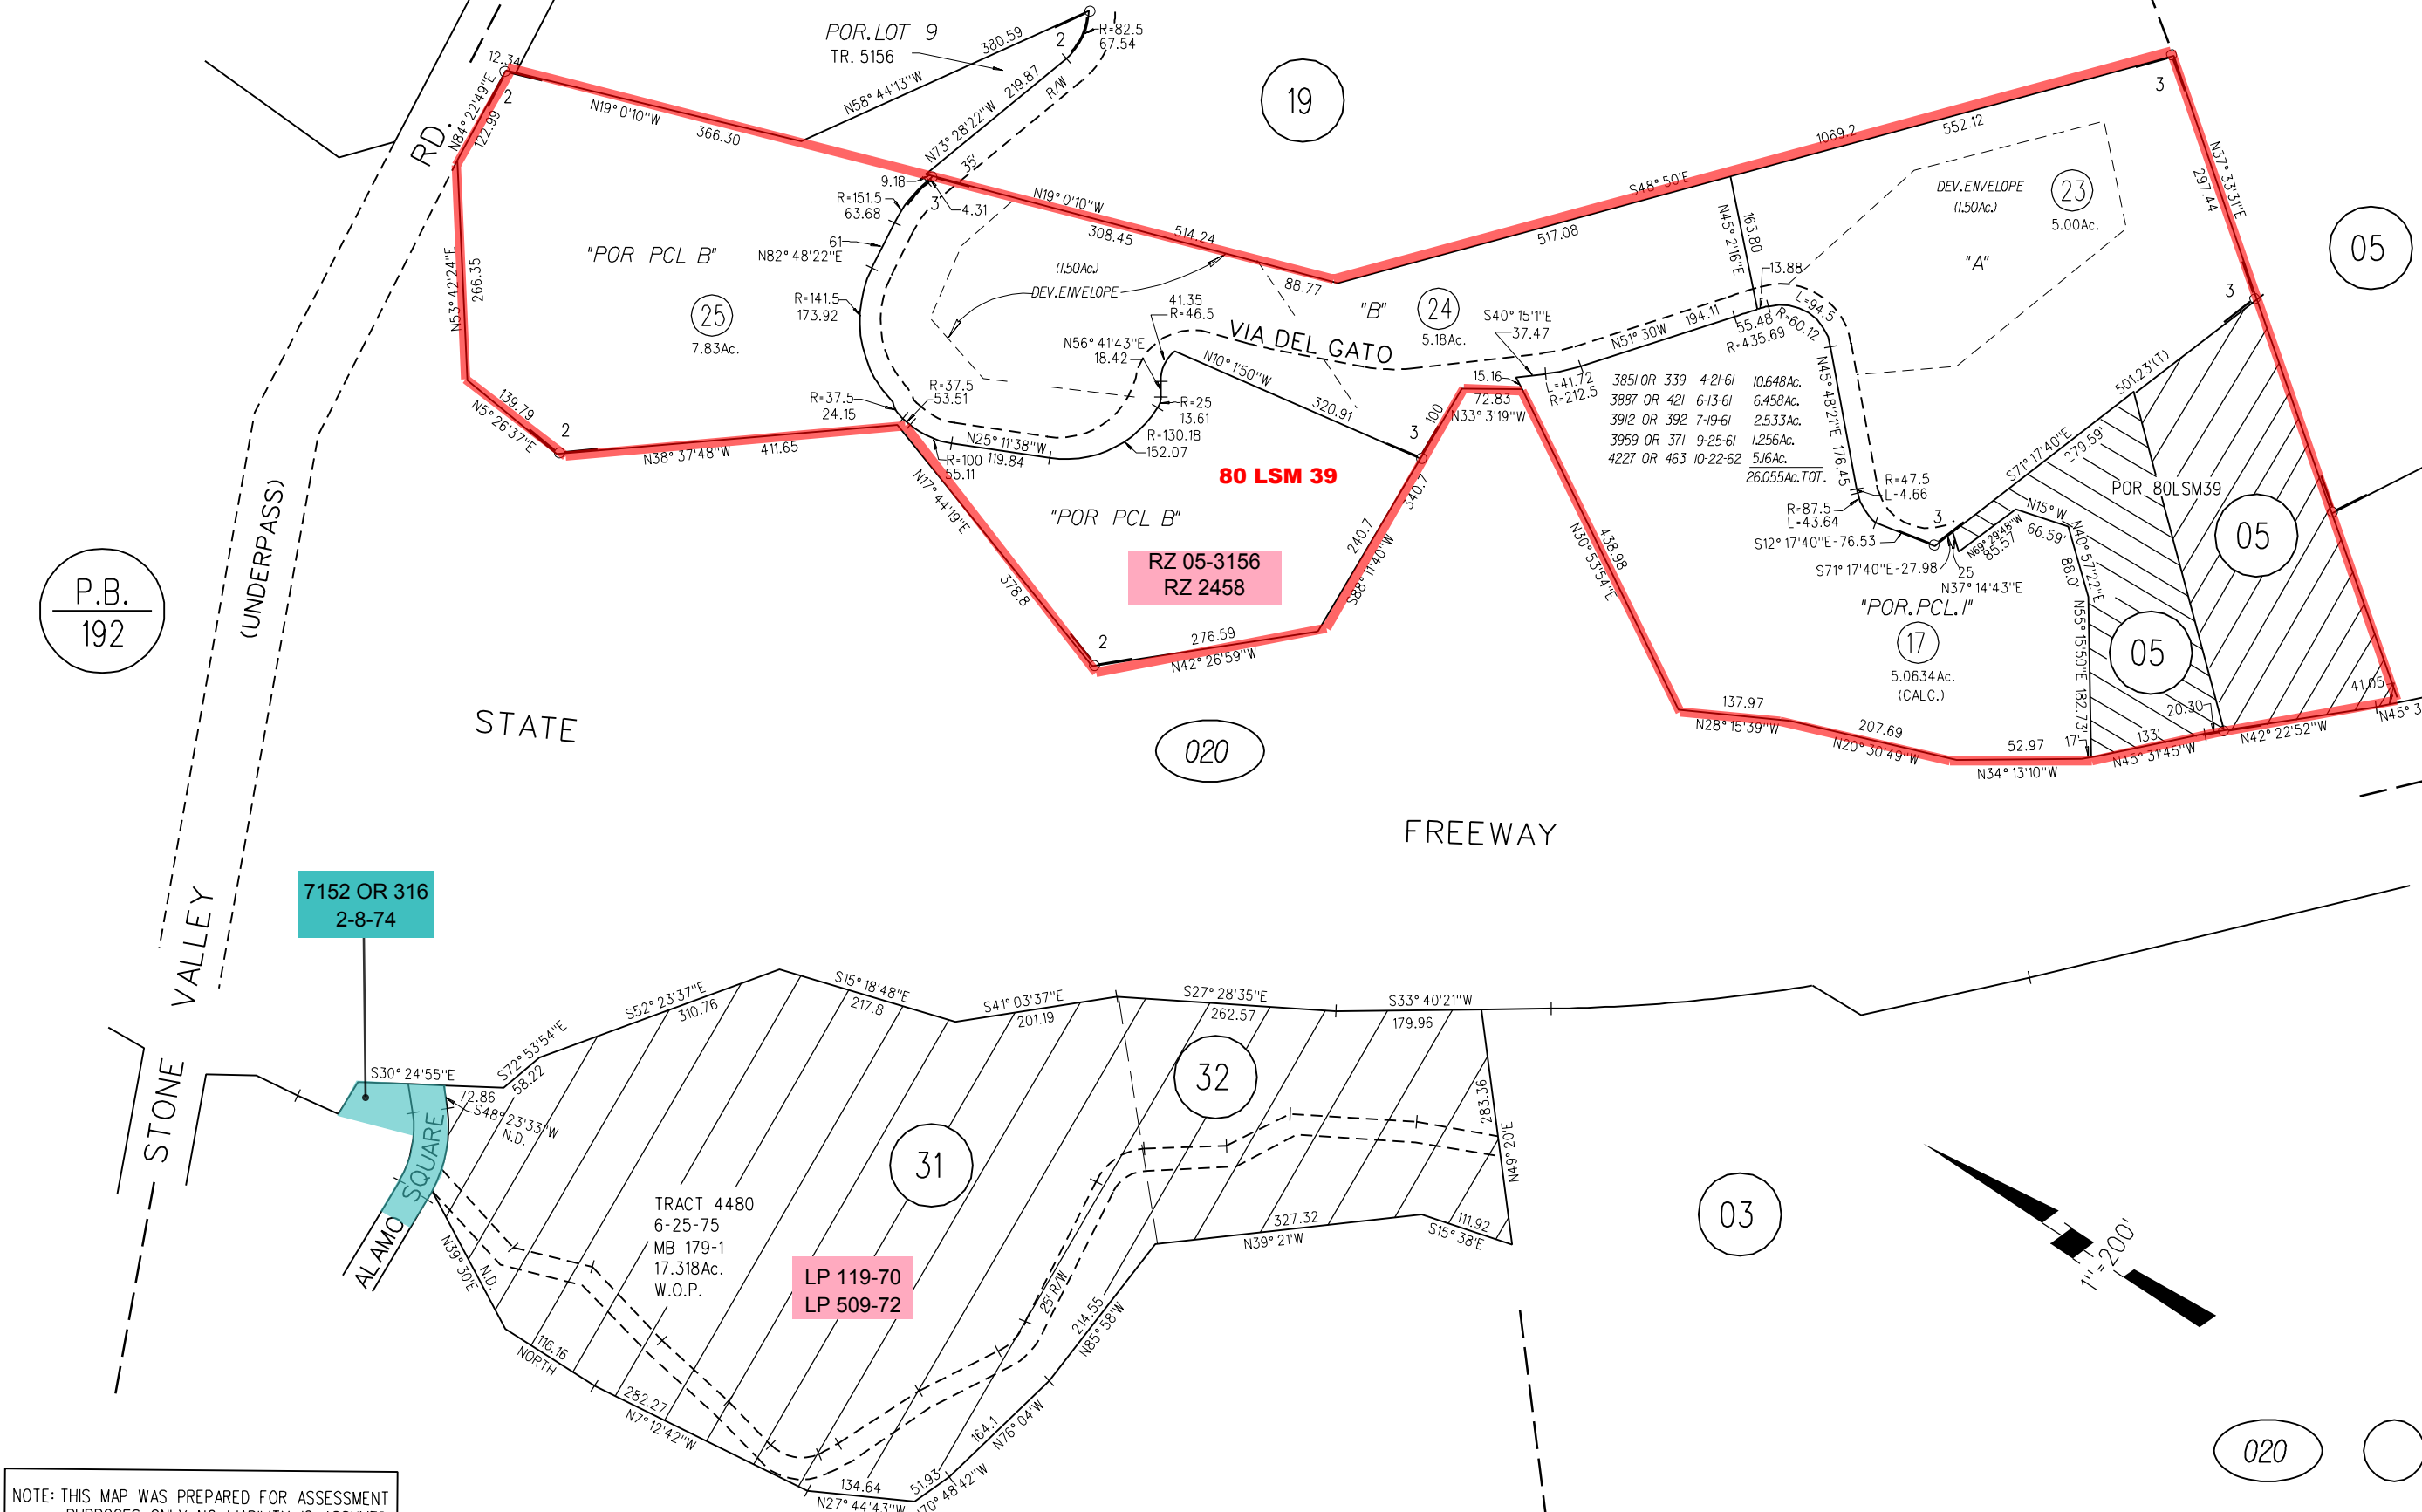 POR. LOT 9
TR. 5156
380.59
N58° 44'13"W
2
R=82.5
67.54
N73° 28'22"W 219.87
R/W
35'
19
12.34
N84° 22'49"E
122.99
2
RD.
N19° 0'10"W 366.30
9.18
R=151.5
63.68
3
4.31
61
N82° 48'22"E
R=141.5
173.92
"POR PCL B"
25
7.83Ac.
N53° 42'24"E
266.35
139.79
N5° 26'37"E
2
N38° 37'48"W 411.65
R=37.5
24.15
R=37.5
53.51
N19° 0'10"W
308.45
514.24
88.77
(1.50Ac.)
DEV.ENVELOPE
"B"
24
5.18Ac.
VIA DEL GATO
41.35
R=46.5
N56° 41'43"E
18.42
N10° 1'50"W
320.91
R=25
13.61
R=130.18
152.07
N25° 11'38"W
119.84
R=100
55.11
N17° 44'19"E
378.8
80 LSM 39
"POR PCL B"
RZ 05-3156
RZ 2458
2
276.59
N42° 26'59"W
240.7
340.7
S88° 11'40"W
3
100
15.16
72.83
N33° 3'19"W
S40° 15'1"E
37.47
L=41.72
R=212.5
N51° 30W 194.11
S48° 50'E
517.08
1069.2
552.12
N45° 2'16"E
163.80
13.88
55.48
R=435.69
L=94.5
R=60.12
DEV.ENVELOPE
(1.50Ac.)
23
5.00Ac.
"A"
3
N37° 33'31"E
297.44
05
3
3851 OR 339 4-21-61 10.648Ac.
3887 OR 421 6-13-61 6.458Ac.
3912 OR 392 7-19-61 2.533Ac.
3959 OR 371 9-25-61 1.256Ac.
4227 OR 463 10-22-62 5.16Ac.
26.055Ac.TOT.
N45° 48'21"E 176.45
R=47.5
L=4.66
R=87.5
L=43.64
S12° 17'40"E-76.53
3
S71° 17'40"E-27.98
25
N37° 14'43"E
S71° 17'40"E
279.59'
501.23'(T)
POR 80LSM39
N69° 29'48"W
85.57
N15° W
66.59'
N40° 57'22"E
88.0'
N55° 15'50"E 182.73'
05
05
"POR.PCL.1"
17
5.0634Ac.
(CALC.)
438.98
N30° 53'54"E
137.97
N28° 15'39"W
207.69
N20° 30'49"W
52.97
N34° 13'10"W
17'
133'
N45° 31'45"W
20.30
N42° 22'52"W
41.05
N45° 3
P.B.
192
(UNDERPASS)
STATE
020
FREEWAY
7152 OR 316
2-8-74
VALLEY
STONE
S30° 24'55"E
72.86
S48° 23'33"W
N.D.
S72° 53'54"E
58.22
S52° 23'37"E
310.76
S15° 18'48"E
217.8
S41° 03'37"E
201.19
S27° 28'35"E
262.57
S33° 40'21"W
179.96
283.36
N49° 20'E
32
31
SQUARE
ALAMO
N39° 30'E
N.D.
TRACT 4480
6-25-75
MB 179-1
17.318Ac.
W.O.P.
LP 119-70
LP 509-72
25' R/W
116.16
NORTH
282.27
N7° 12'42"W
134.64
N27° 44'43"W
51.93
N70° 48'42"W
164.1
N76° 04'W
214.55
N85° 58'W
327.32
N39° 21'W
111.92
S15° 38'E
03
1"=200'
020
NOTE: THIS MAP WAS PREPARED FOR ASSESSMENT